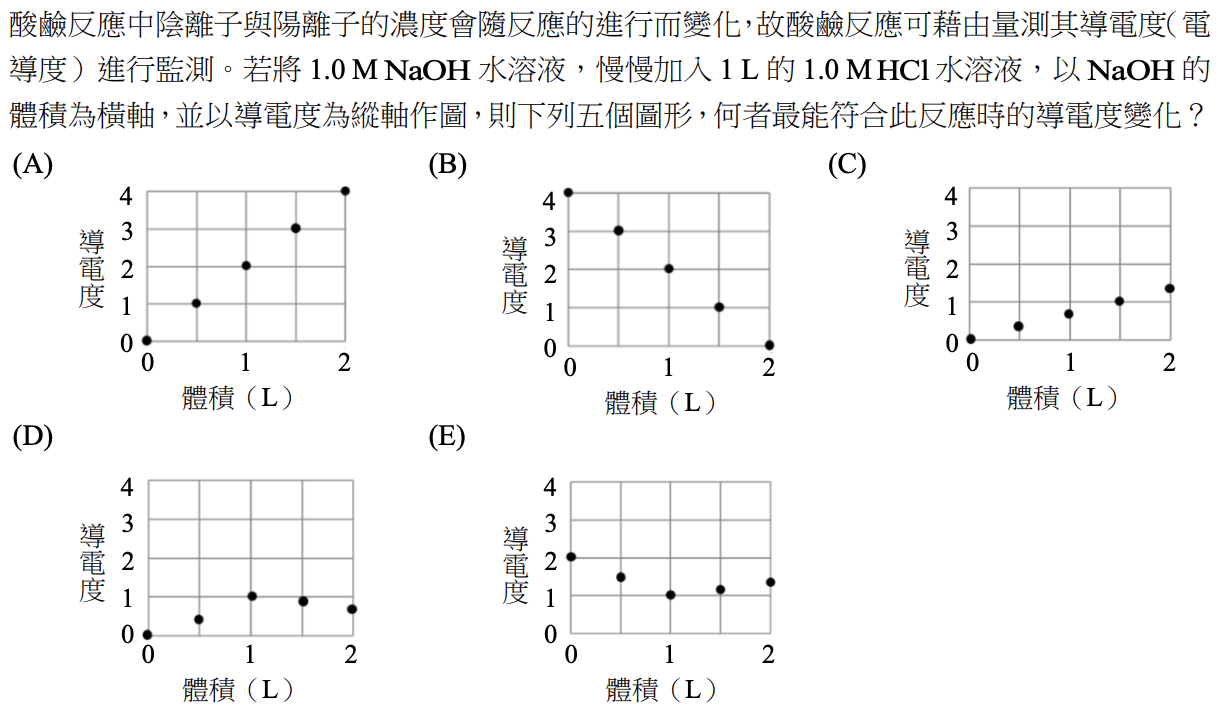 酸鹼反應中陰離子與陽離子的濃度會隨反應的進行而變化，故酸鹼反應可藉由量測其導電度（電
導度）進行監測。若將 1.0 M NaOH 水溶液，慢慢加入 1 L 的 1.0 M HCl 水溶液，以 NaOH 的
體積為橫軸，並以導電度為縱軸作圖，則下列五個圖形，何者最能符合此反應時的導電度變化？
(A) (B) (C)
4
3
2
1
0
導電度
0 1 2
體積（L）
4
3
2
1
0
導電度
0 1 2
體積（L）
4
3
2
1
0
導電度
0 1 2
體積（L）
(D) (E)
4
3
2
1
0
導電度
0 1 2
體積（L）
4
3
2
1
0
導電度
0 1 2
體積（L）